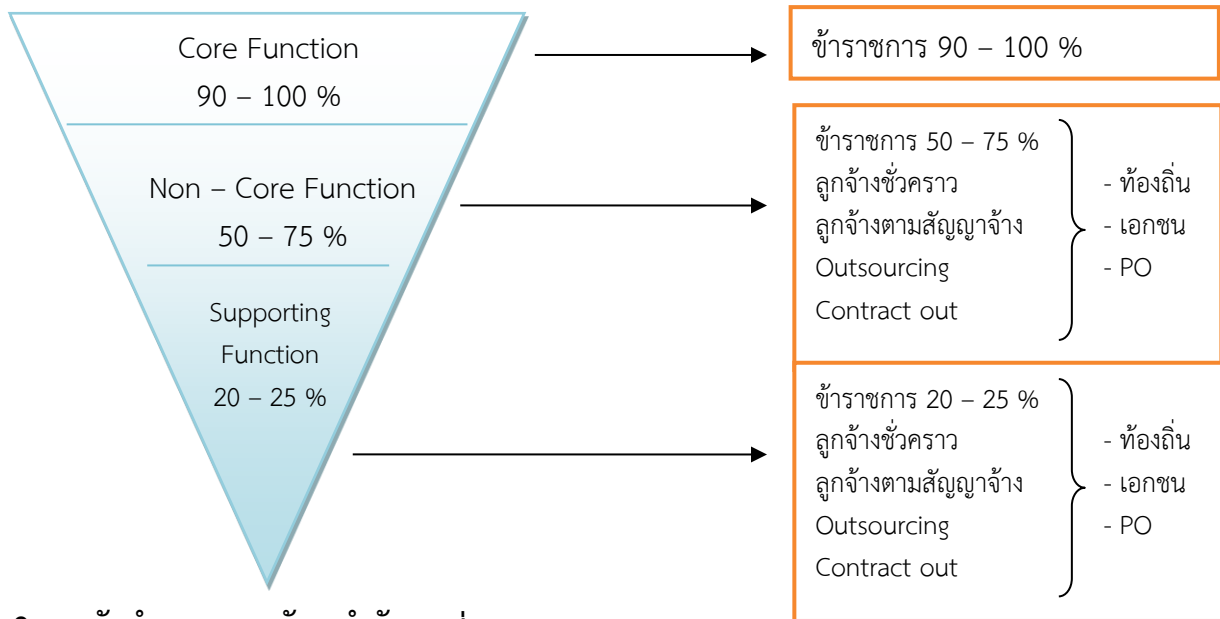 Core Function
90 – 100 %
Non – Core Function
50 – 75 %
Supporting
Function
20 – 25 %
ข้าราชการ 90 – 100 %
ข้าราชการ 50 – 75 %
ลูกจ้างชั่วคราว
ลูกจ้างตามสัญญาจ้าง
Outsourcing
Contract out
- ท้องถิ่น
- เอกชน
- PO
ข้าราชการ 20 – 25 %
ลูกจ้างชั่วคราว
ลูกจ้างตามสัญญาจ้าง
Outsourcing
Contract out
- ท้องถิ่น
- เอกชน
- PO